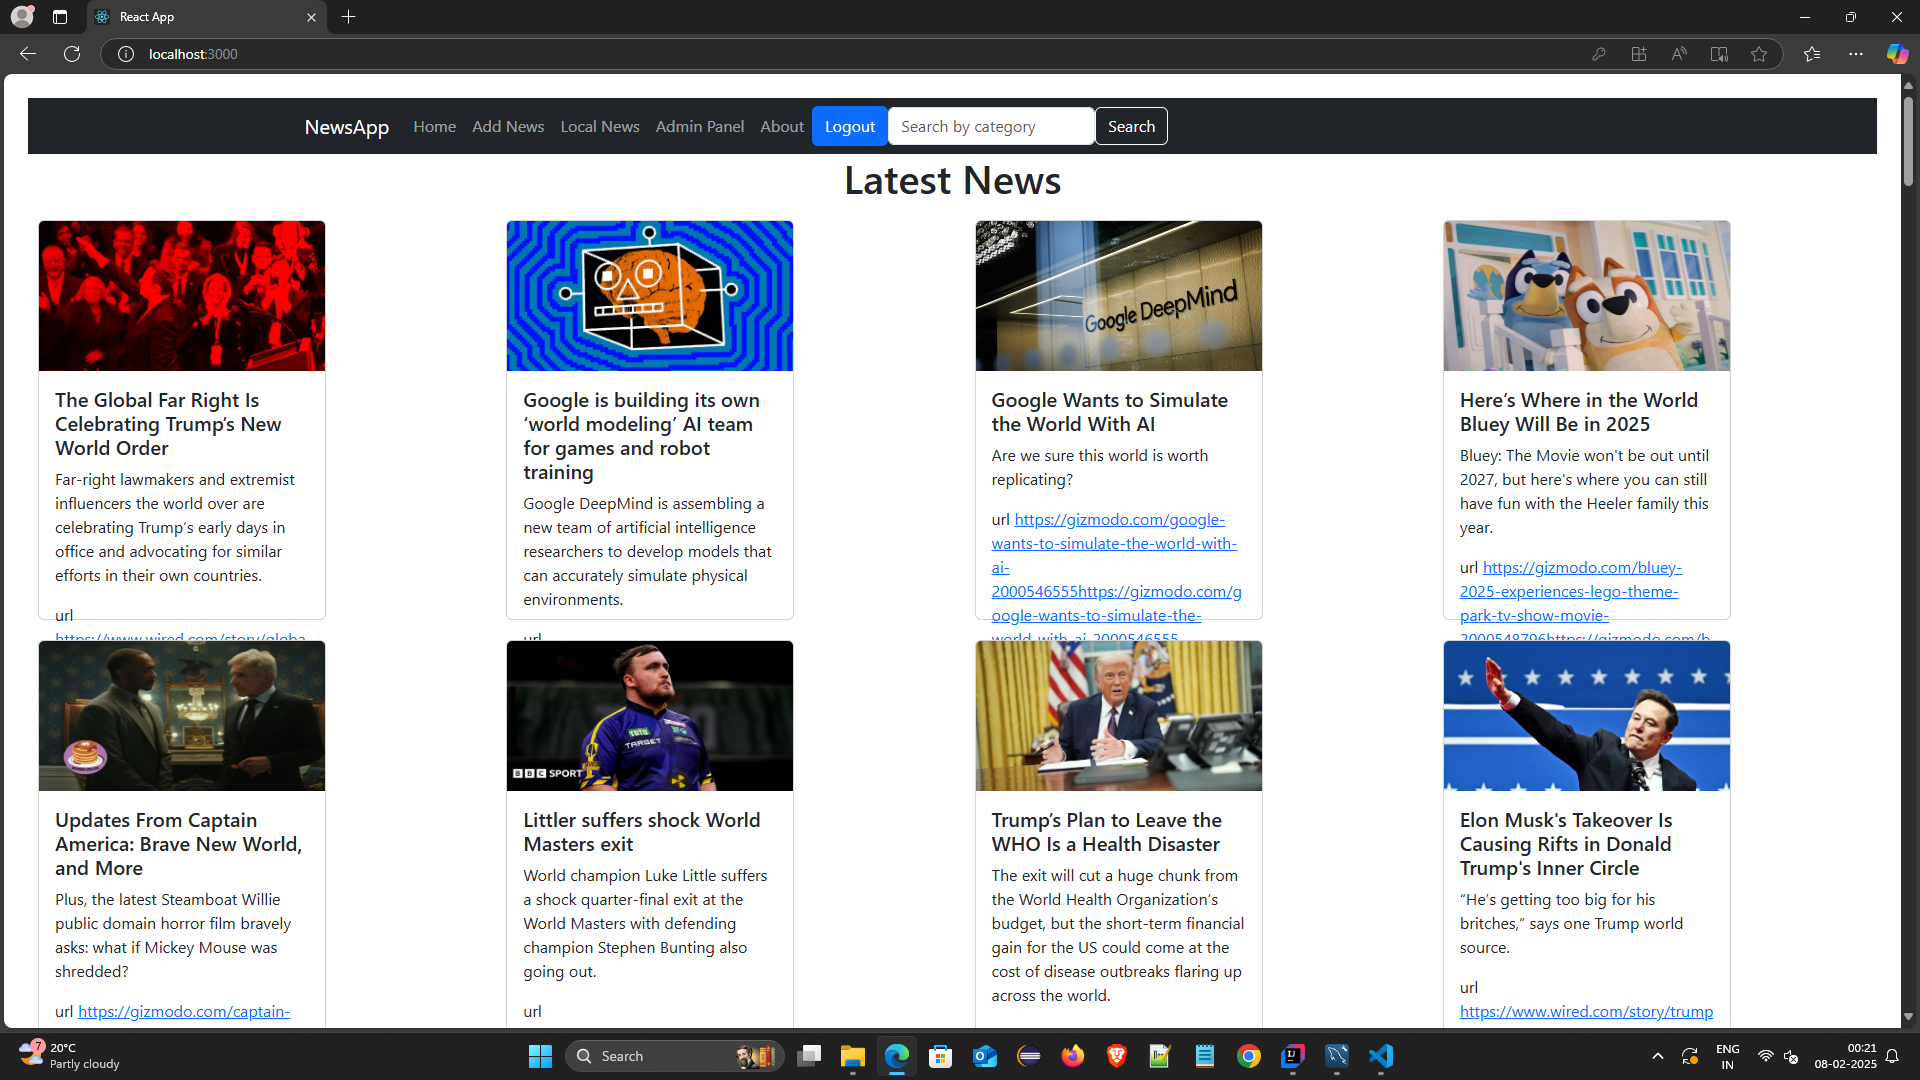 React App
localhost:3000
NewsApp Home Add News Local News Admin Panel About Logout Search by category Search
Latest News
Google DeepMind
The Global Far Right Is
Celebrating Trump's New
World Order
Far-right lawmakers and extremist
influencers the world over are
celebrating Trump's early days in
office and advocating for similar
efforts in their own countries.
url
https://www.wired.com/story/globa
Google is building its own
‘world modeling’ AI team
for games and robot
training
Google DeepMind is assembling a
new team of artificial intelligence
researchers to develop models that
can accurately simulate physical
environments.
url
Google Wants to Simulate
the World With AI
Are we sure this world is worth
replicating?
url https://gizmodo.com/google-
wants-to-simulate-the-world-with-
ai-
2000546555https://gizmodo.com/g
oogle-wants-to-simulate-the-
world-with-ai-2000546555
Here’s Where in the World
Bluey Will Be in 2025
Bluey: The Movie won't be out until
2027, but here's where you can still
have fun with the Heeler family this
year.
url https://gizmodo.com/bluey-
2025-experiences-lego-theme-
park-tv-show-movie-
2000548796https://gizmodo.com/b
Updates From Captain
America: Brave New World,
and More
Plus, the latest Steamboat Willie
public domain horror film bravely
asks: what if Mickey Mouse was
shredded?
url https://gizmodo.com/captain-
BBC SPORT
TARGET
Littler suffers shock World
Masters exit
World champion Luke Little suffers
a shock quarter-final exit at the
World Masters with defending
champion Stephen Bunting also
going out.
url
Trump’s Plan to Leave the
WHO Is a Health Disaster
The exit will cut a huge chunk from
the World Health Organization’s
budget, but the short-term financial
gain for the US could come at the
cost of disease outbreaks flaring up
across the world.
Elon Musk's Takeover Is
Causing Rifts in Donald
Trump's Inner Circle
“He’s getting too big for his
britches,” says one Trump world
source.
url
https://www.wired.com/story/trump
7
20°C
Partly cloudy
Search
ENG
IN
00:21
08-02-2025